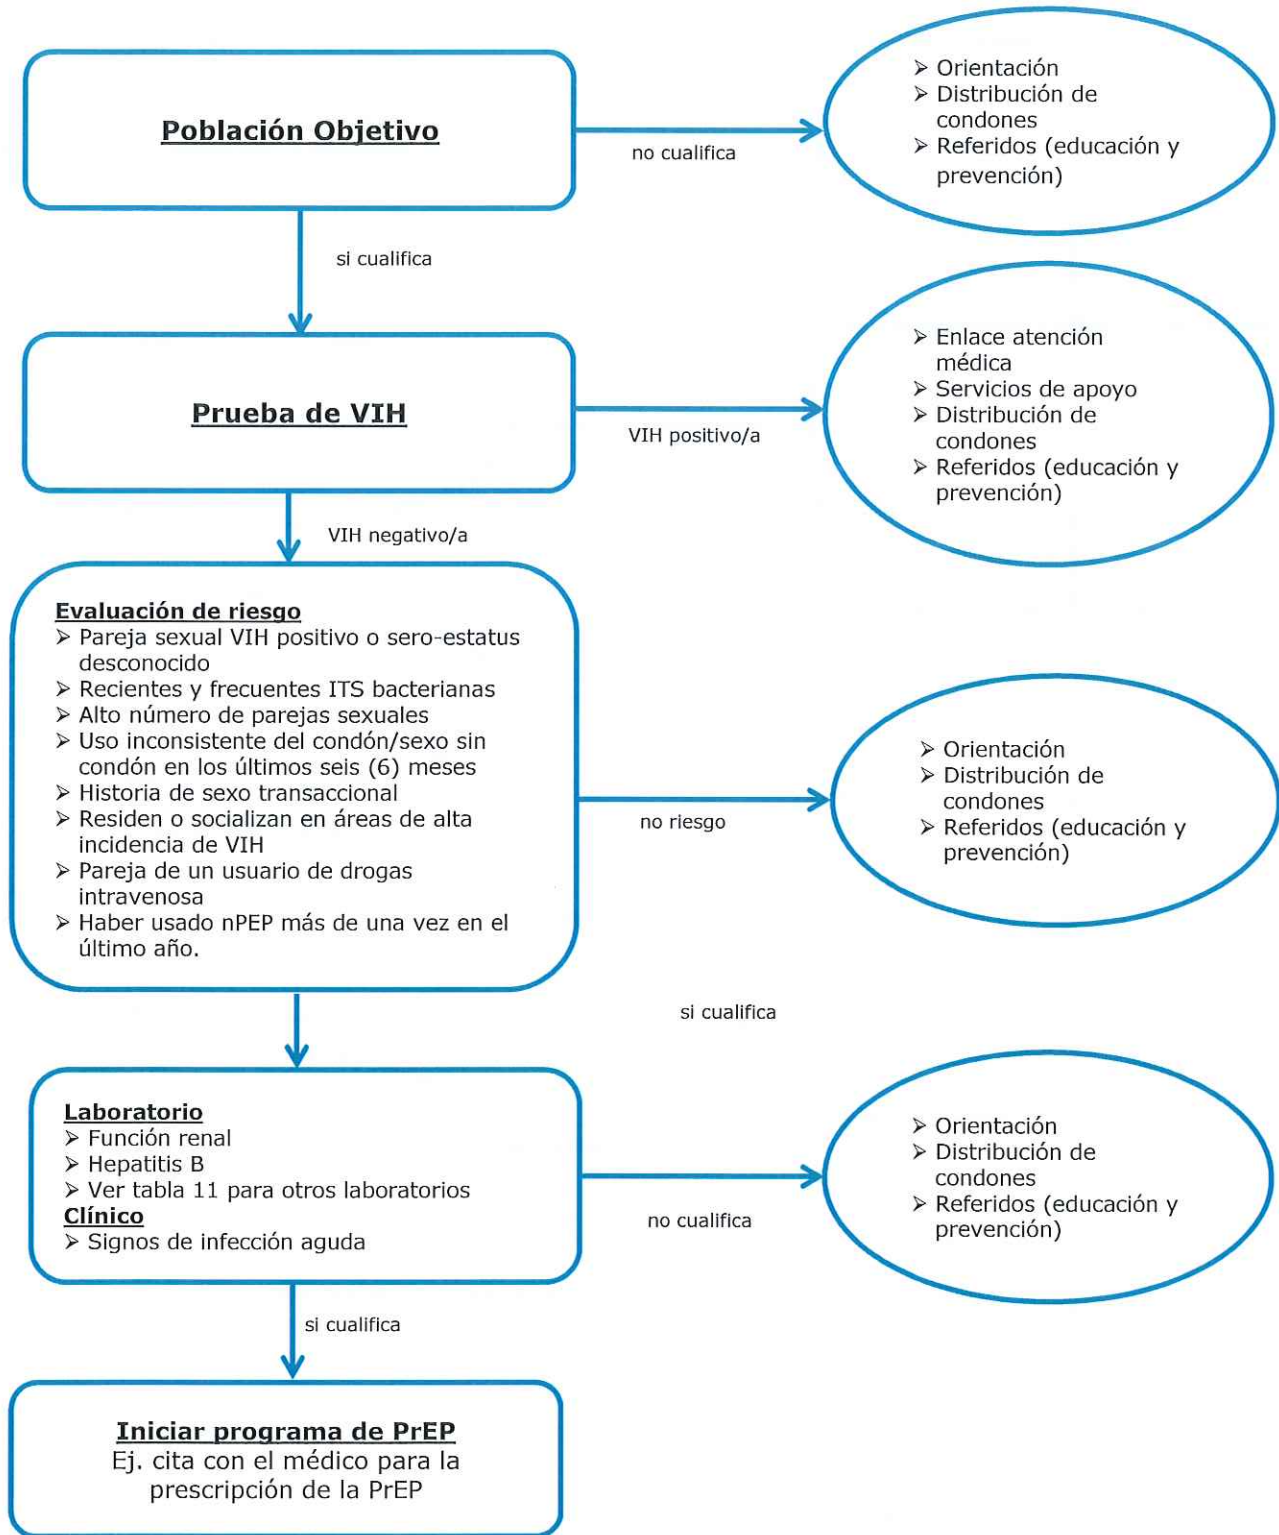 Población Objetivo
no cualifica
➢ Orientación
➢ Distribución de
condones
➢ Referidos (educación y
prevención)
si cualifica
Prueba de VIH
VIH positivo/a
➢ Enlace atención
médica
➢ Servicios de apoyo
➢ Distribución de
condones
➢ Referidos (educación y
prevención)
VIH negativo/a
Evaluación de riesgo
➢ Pareja sexual VIH positivo o sero-estatus
desconocido
➢ Recientes y frecuentes ITS bacterianas
➢ Alto número de parejas sexuales
➢ Uso inconsistente del condón/sexo sin
condón en los últimos seis (6) meses
➢ Historia de sexo transaccional
➢ Residen o socializan en áreas de alta
incidencia de VIH
➢ Pareja de un usuario de drogas
intravenosa
➢ Haber usado nPEP más de una vez en el
último año.
no riesgo
➢ Orientación
➢ Distribución de
condones
➢ Referidos (educación y
prevención)
si cualifica
Laboratorio
➢ Función renal
➢ Hepatitis B
➢ Ver tabla 11 para otros laboratorios
Clínico
➢ Signos de infección aguda
no cualifica
➢ Orientación
➢ Distribución de
condones
➢ Referidos (educación y
prevención)
si cualifica
Iniciar programa de PrEP
Ej. cita con el médico para la
prescripción de la PrEP